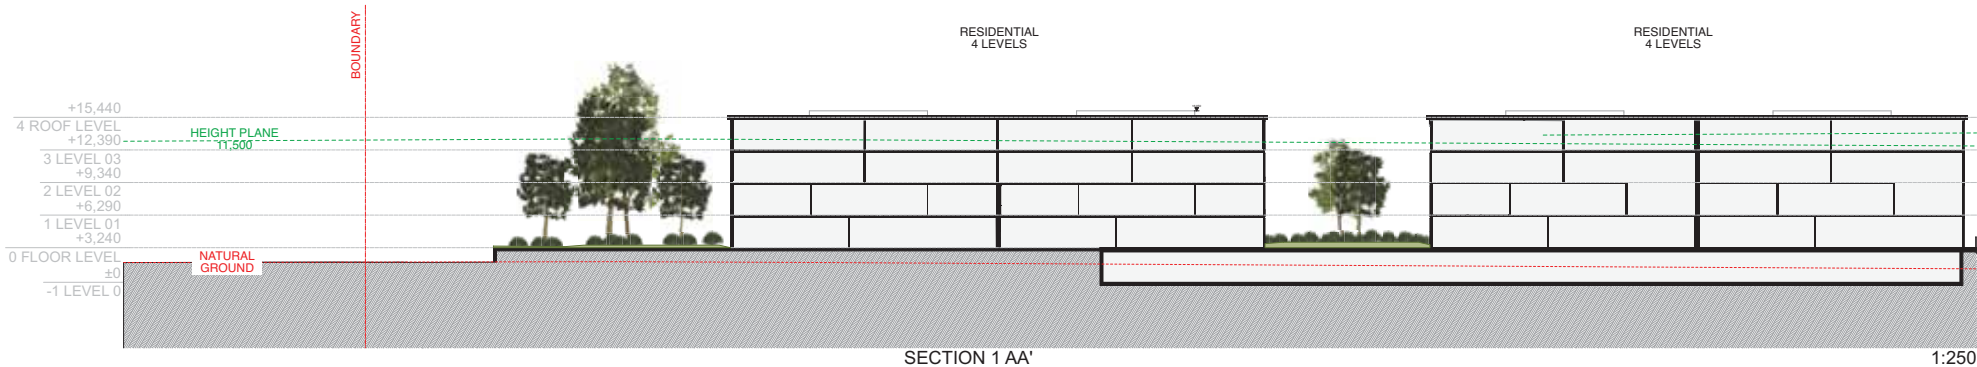 BOUNDARY
RESIDENTIAL
4 LEVELS
RESIDENTIAL
4 LEVELS
+15,440
4 ROOF LEVEL
+12,390
3 LEVEL 03
+9,340
2 LEVEL 02
+6,290
1 LEVEL 01
+3,240
0 FLOOR LEVEL
±0
-1 LEVEL 0
HEIGHT PLANE
11,500
NATURAL
GROUND
SECTION 1 AA'
1:250